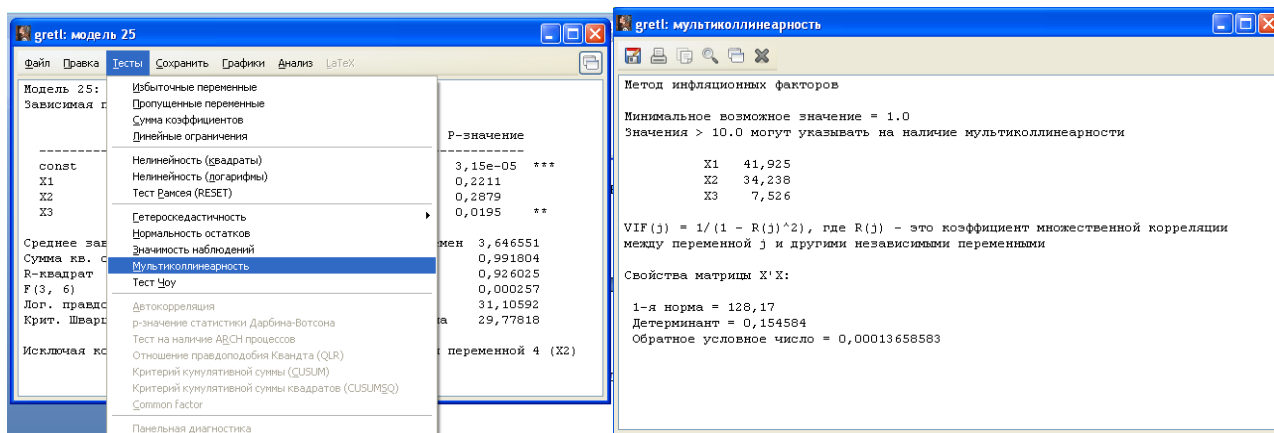 gretl: модель 25
Файл Правка Тесты Сохранить Графики Анализ LaTeX
Модель 25:
Зависимая п
Р-значение
const 3,15e-05 ***
X1 0,2211
X2 0,2879
X3 0,0195 **
Среднее зав мен 3,646551
Сумма кв. о 0,991804
R-квадрат 0,926025
F(3, 6) 0,000257
Лог. правдо 31,10592
Крит. Шварц а 29,77818
Исключая ко переменной 4 (X2)
Избыточные переменные
Пропущенные переменные
Сумма коэффициентов
Линейные ограничения
Нелинейность (квадраты)
Нелинейность (логарифмы)
Тест Рамсея (RESET)
Гетероскедастичность
Нормальность остатков
Значимость наблюдений
Мультиколлинеарность
Тест Чоу
Автокорреляция
р-значение статистики Дарбина-Вотсона
Тест на наличие ARCH процессов
Отношение правдоподобия Квандта (QLR)
Критерий кумулятивной суммы (CUSUM)
Критерий кумулятивной суммы квадратов (CUSUMSQ)
Common factor
Панельная диагностика
gretl: мультиколлинеарность
Метод инфляционных факторов
Минимальное возможное значение = 1.0
Значения > 10.0 могут указывать на наличие мультиколлинеарности
X1 41,925
X2 34,238
X3 7,526
VIF(j) = 1/(1 - R(j)^2), где R(j) - это коэффициент множественной корреляции
между переменной j и другими независимыми переменными
Свойства матрицы X'X:
1-я норма = 128,17
Детерминант = 0,154584
Обратное условное число = 0,00013658583